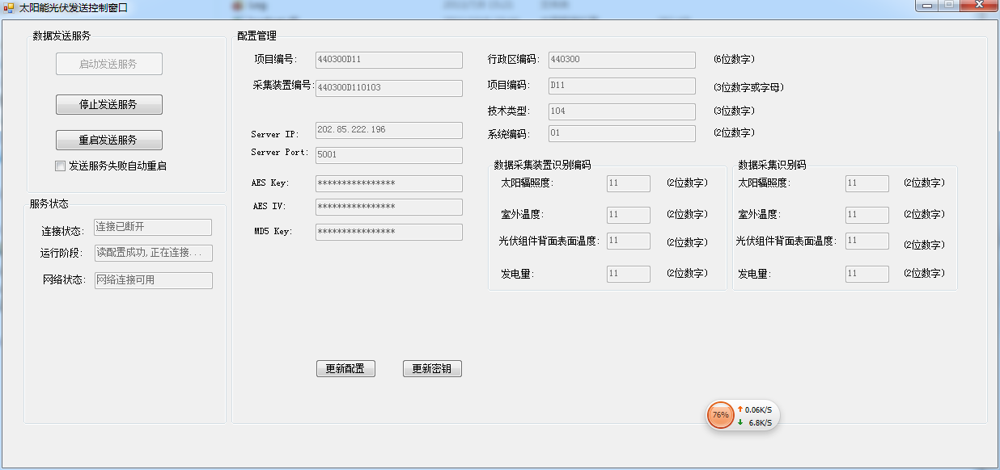 太阳能光伏发送控制窗口
数据发送服务
启动发送服务
停止发送服务
重启发送服务
发送服务失败自动重启
服务状态
连接状态: 连接已断开
运行阶段: 读配置成功,正在连接...
网络状态: 网络连接可用
配置管理
项目编号: 440300D11
采集装置编号: 440300D110103
Server IP: 202.85.222.196
Server Port: 5001
AES Key: ****************
AES IV: ****************
MD5 Key: ****************
行政区编码: 440300 (6位数字)
项目编码: D11 (3位数字或字母)
技术类型: 104 (3位数字)
系统编码: 01 (2位数字)
数据采集装置识别编码
太阳辐照度: 11 (2位数字)
室外温度: 11 (2位数字)
光伏组件背面表面温度: 11 (2位数字)
发电量: 11 (2位数字)
数据采集识别码
太阳辐照度: 11 (2位数字)
室外温度: 11 (2位数字)
光伏组件背面表面温度: 11 (2位数字)
发电量: 11 (2位数字)
更新配置 更新密钥
76% 0.06K/S
6.8K/S